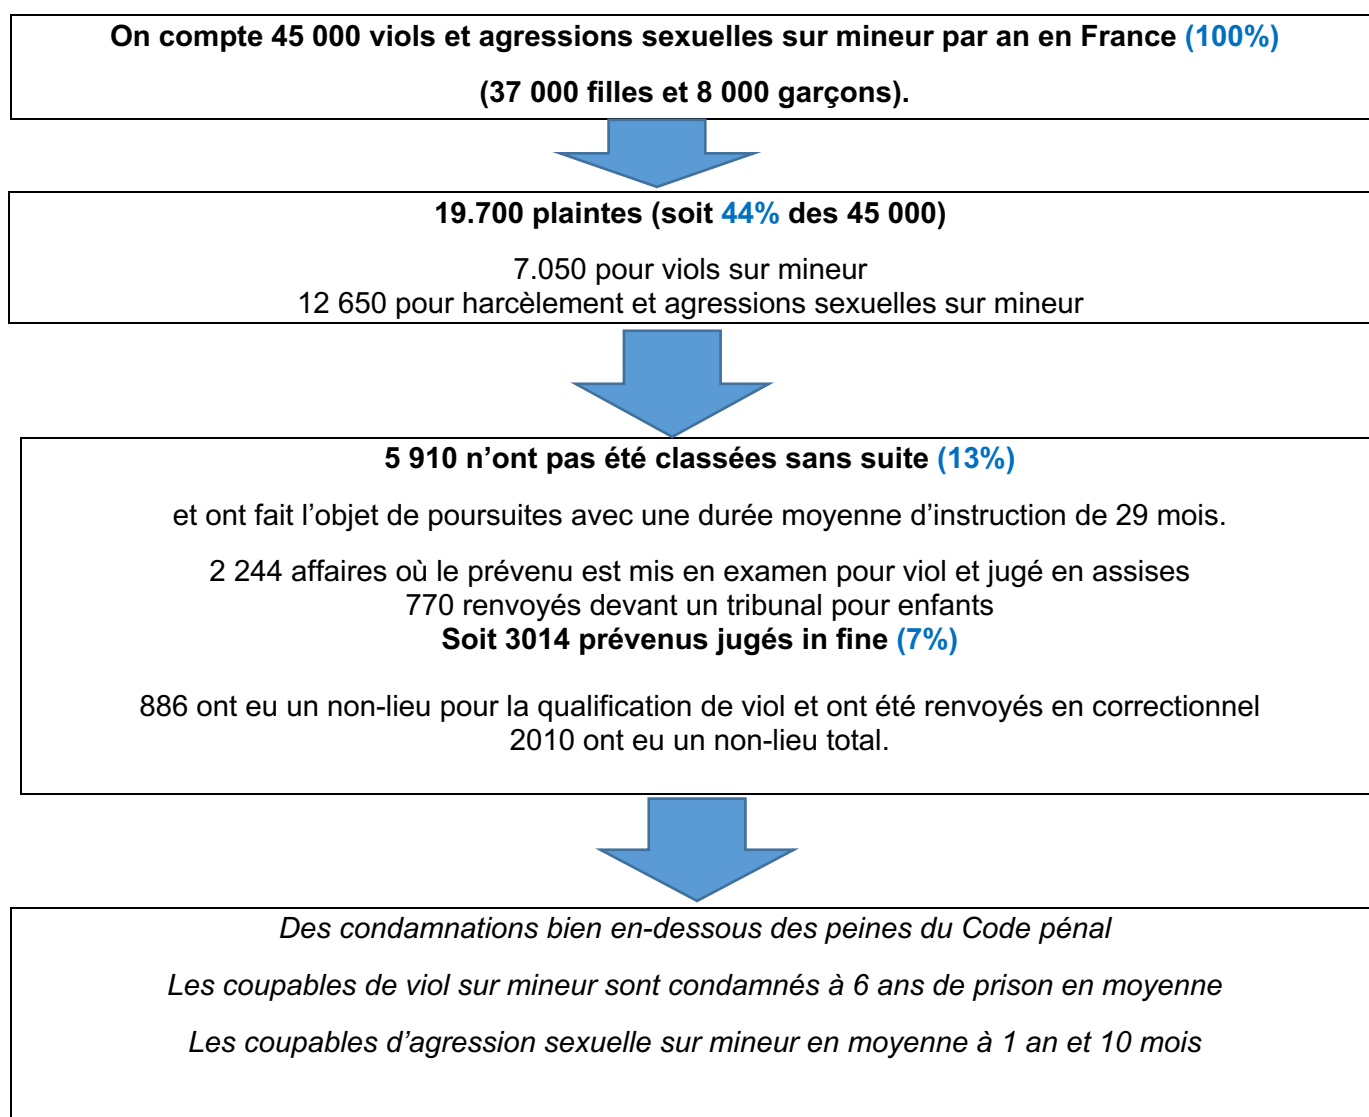 On compte 45 000 viols et agressions sexuelles sur mineur par an en France (100%)
(37 000 filles et 8 000 garçons).
19.700 plaintes (soit 44% des 45 000)
7.050 pour viols sur mineur
12 650 pour harcèlement et agressions sexuelles sur mineur
5 910 n’ont pas été classées sans suite (13%)
et ont fait l’objet de poursuites avec une durée moyenne d’instruction de 29 mois.
2 244 affaires où le prévenu est mis en examen pour viol et jugé en assises
770 renvoyés devant un tribunal pour enfants
Soit 3014 prévenus jugés in fine (7%)
886 ont eu un non-lieu pour la qualification de viol et ont été renvoyés en correctionnel
2010 ont eu un non-lieu total.
Des condamnations bien en-dessous des peines du Code pénal
Les coupables de viol sur mineur sont condamnés à 6 ans de prison en moyenne
Les coupables d’agression sexuelle sur mineur en moyenne à 1 an et 10 mois